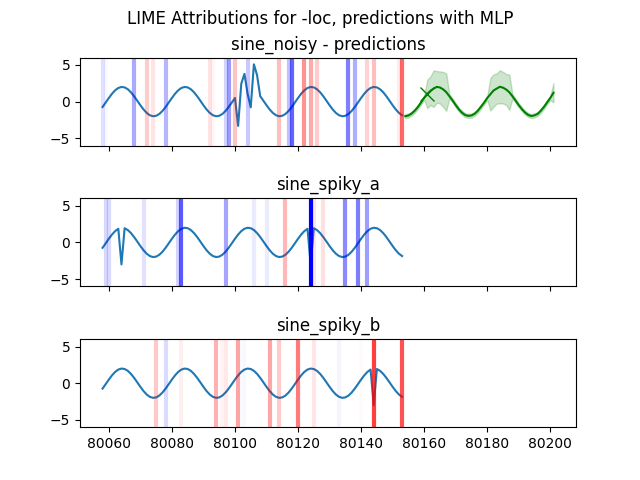 LIME Attributions for -loc, predictions with MLP
sine_noisy - predictions
5
0
−5
sine_spiky_a
5
0
−5
sine_spiky_b
5
0
−5
80060 80080 80100 80120 80140 80160 80180 80200